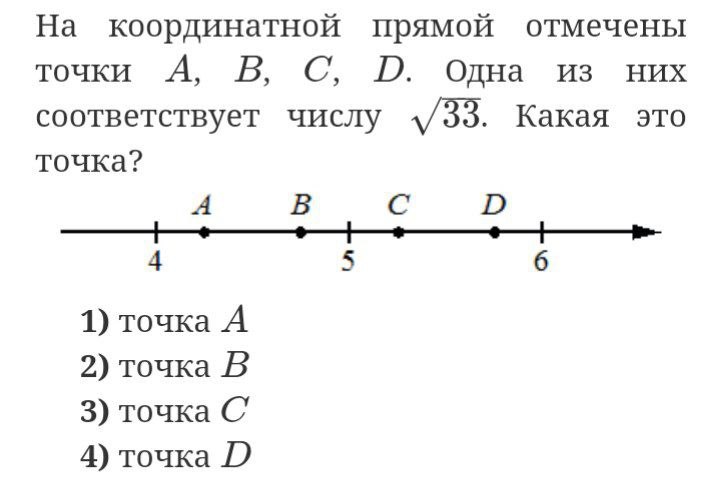 На координатной прямой отмечены
точки A, B, C, D. Одна из них
соответствует числу √33. Какая это
точка?
A B C D
4 5 6
1) точка A
2) точка B
3) точка C
4) точка D